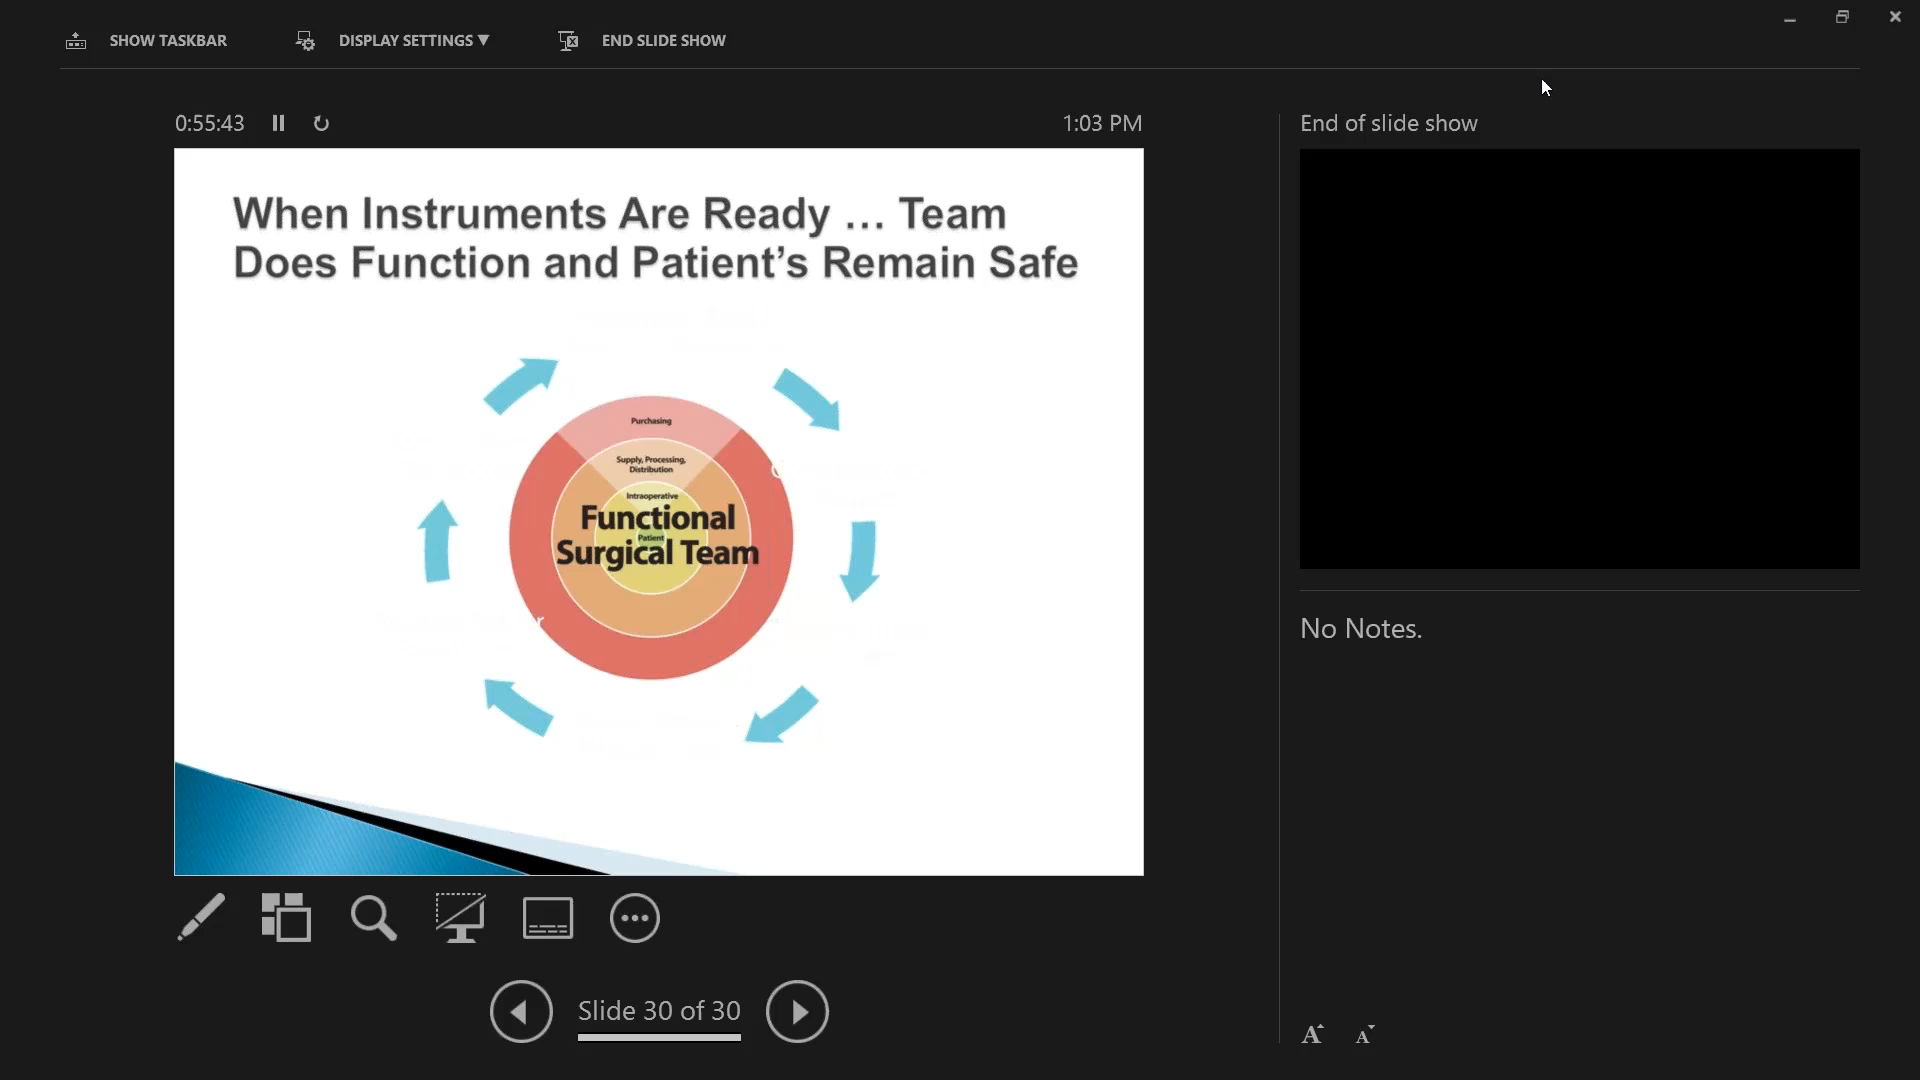 SHOW TASKBAR
DISPLAY SETTINGS ▼
END SLIDE SHOW
0:55:43
1:03 PM
End of slide show
When Instruments Are Ready … Team
Does Function and Patient’s Remain Safe
Purchasing
Supply, Processing,
Distribution
Intraoperative
Functional
Patient
Surgical Team
No Notes.
Slide 30 of 30
A A